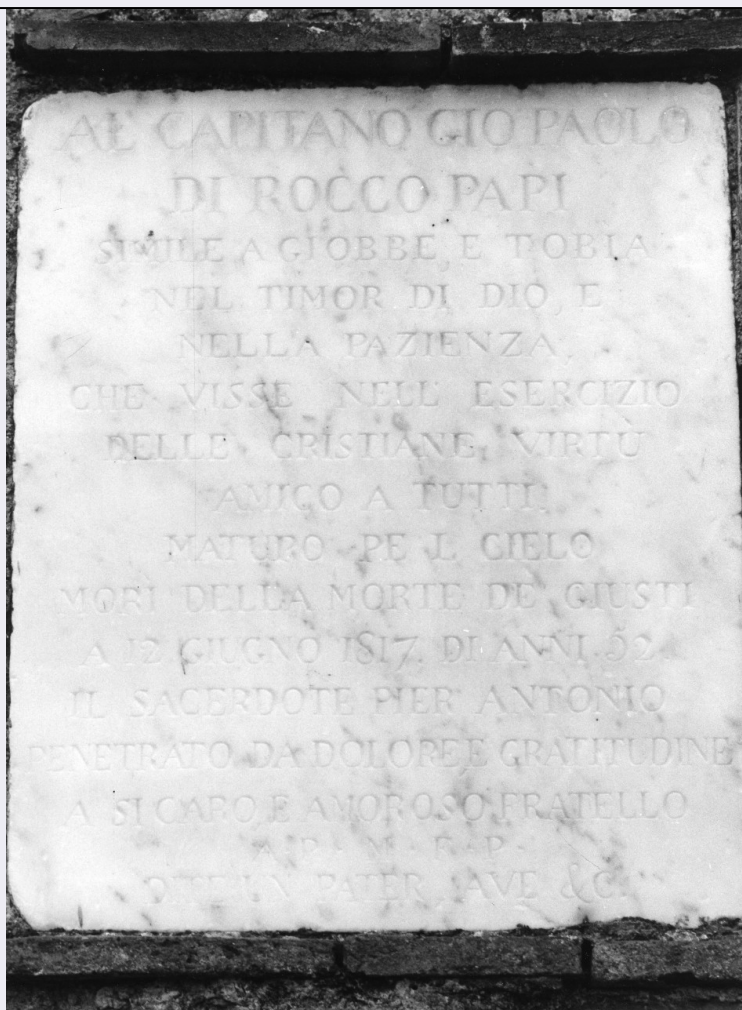 AL CAPITANO GIO PAOLO
DI ROCCO PAPI
SIMILE A GIOBBE, E TOBIA
NEL TIMOR DI DIO, E
NELLA PAZIENZA,
CHE VISSE NELL' ESERCIZIO
DELLE CRISTIANE VIRTÙ
AMICO A TUTTI
MATURO PE L CIELO
MORI DELLA MORTE DE' GIUSTI
A 12 GIUGNO 1817. DI ANNI 52
IL SACERDOTE PIER ANTONIO
PENETRATO DA DOLORE E GRATITUDINE
A SI CARO, E AMOROSO FRATELLO
PATER, AVE &C.